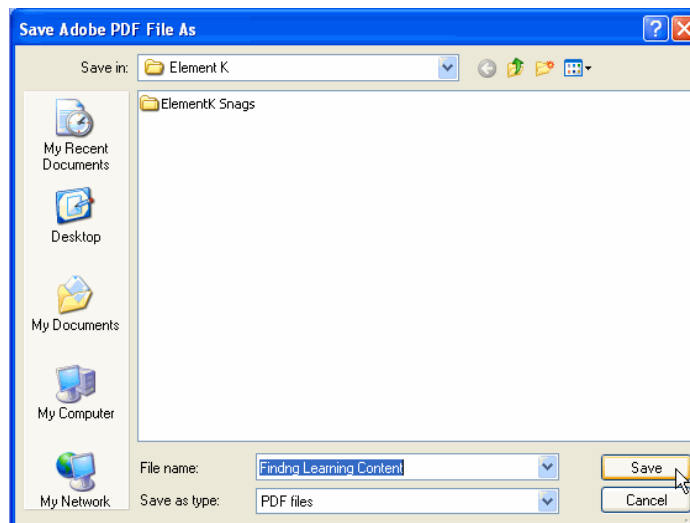 Save Adobe PDF File As
Save in: Element K
ElementK Snags
My Recent
Documents
Desktop
My Documents
My Computer
My Network
File name: Findng Learning Content
Save
Save as type: PDF files
Cancel